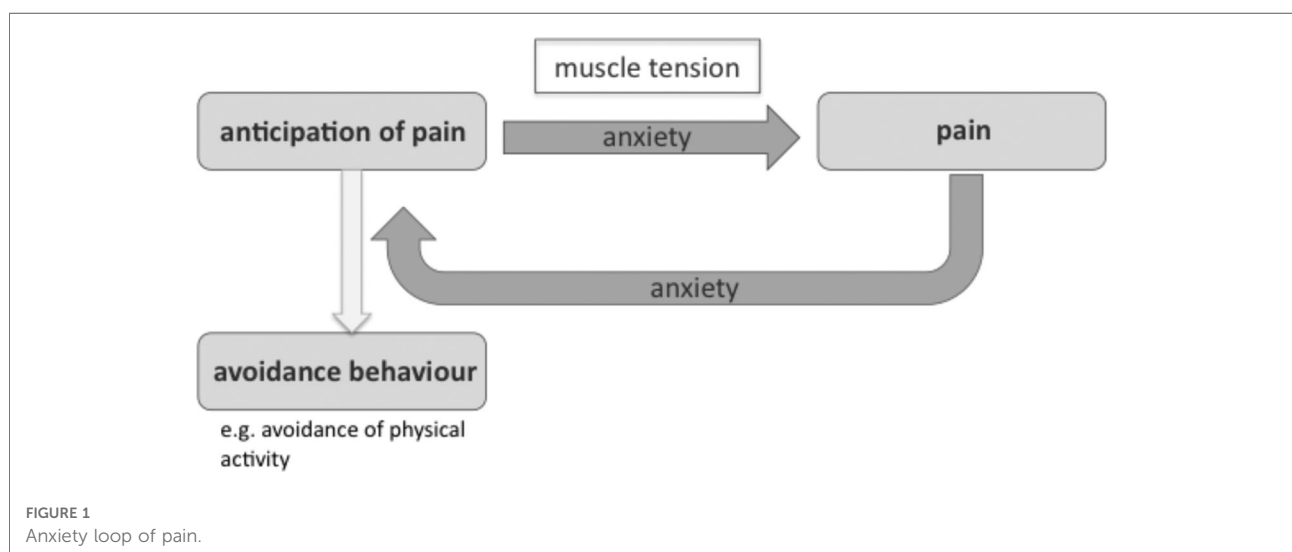 muscle tension
anticipation of pain
anxiety
pain
anxiety
avoidance behaviour
e.g. avoidance of physical
activity
FIGURE 1
Anxiety loop of pain.